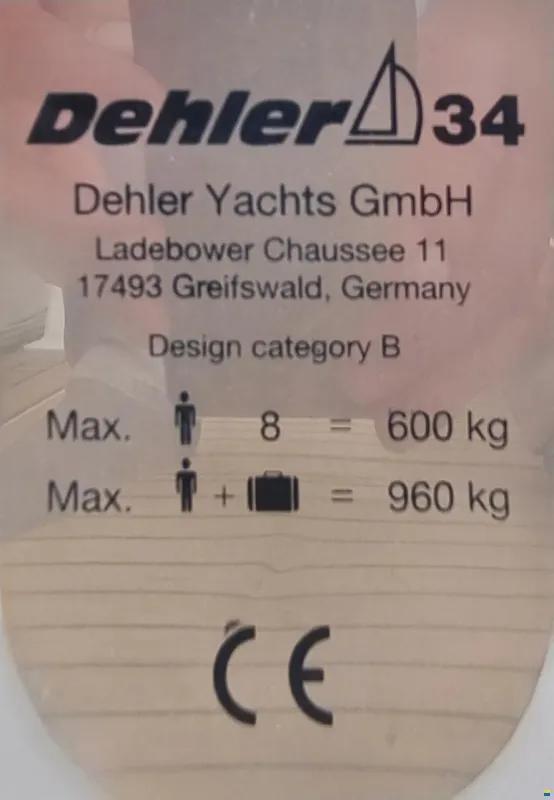 Dehler 34
Dehler Yachts GmbH
Ladebower Chaussee 11
17493 Greifswald, Germany
Design category B
Max. 8 = 600 kg
Max. + = 960 kg
CE